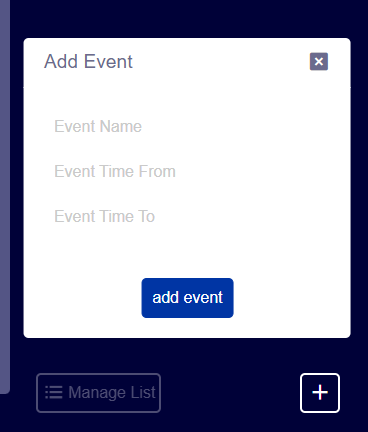 Add Event
Event Name
Event Time From
Event Time To
add event
Manage List